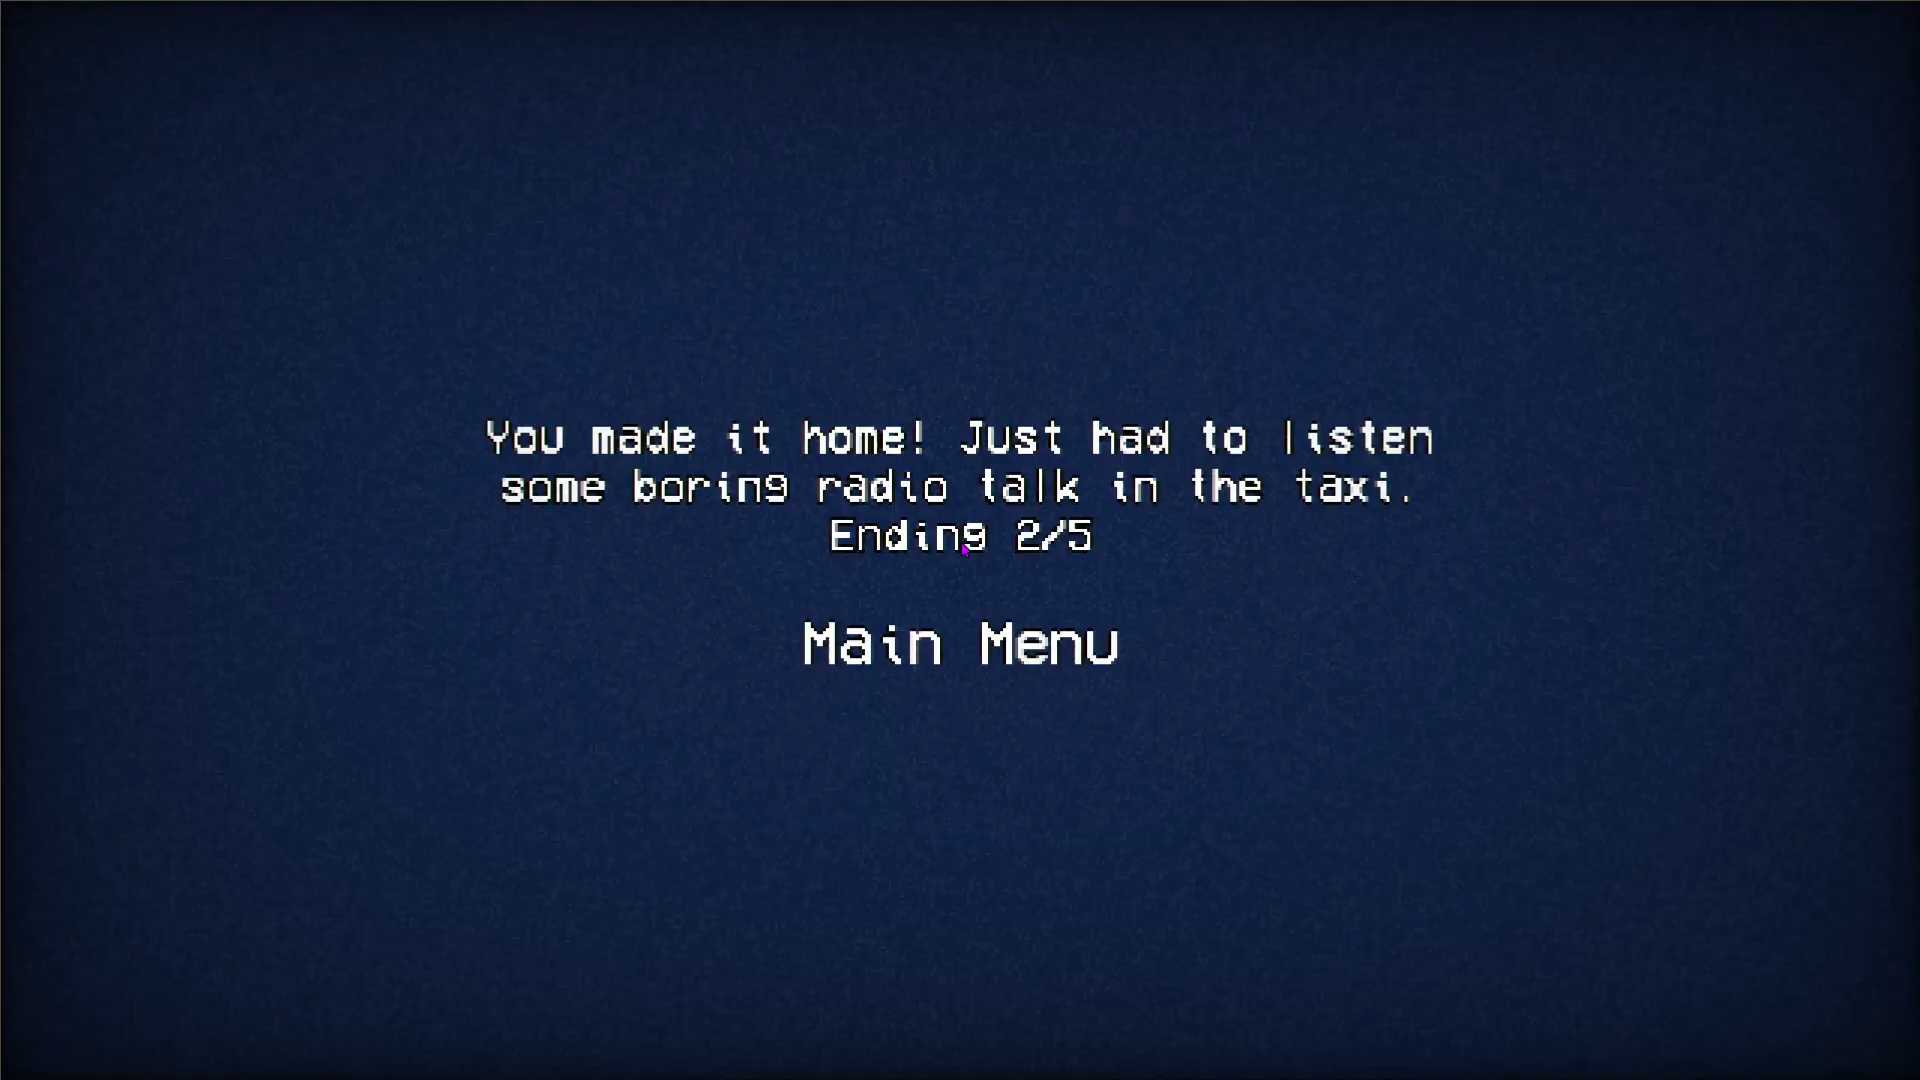 You made it home! Just had to listen
some boring radio talk in the taxi.
Ending 2/5
Main Menu